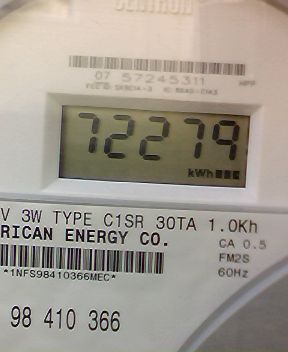 07 57245311
72279
kWh
V 3W TYPE C1SR 30TA 1.0Kh
RICAN ENERGY CO.
CA 0.5
FM2S
60Hz
*1NFS98410366MEC*
98 410 366